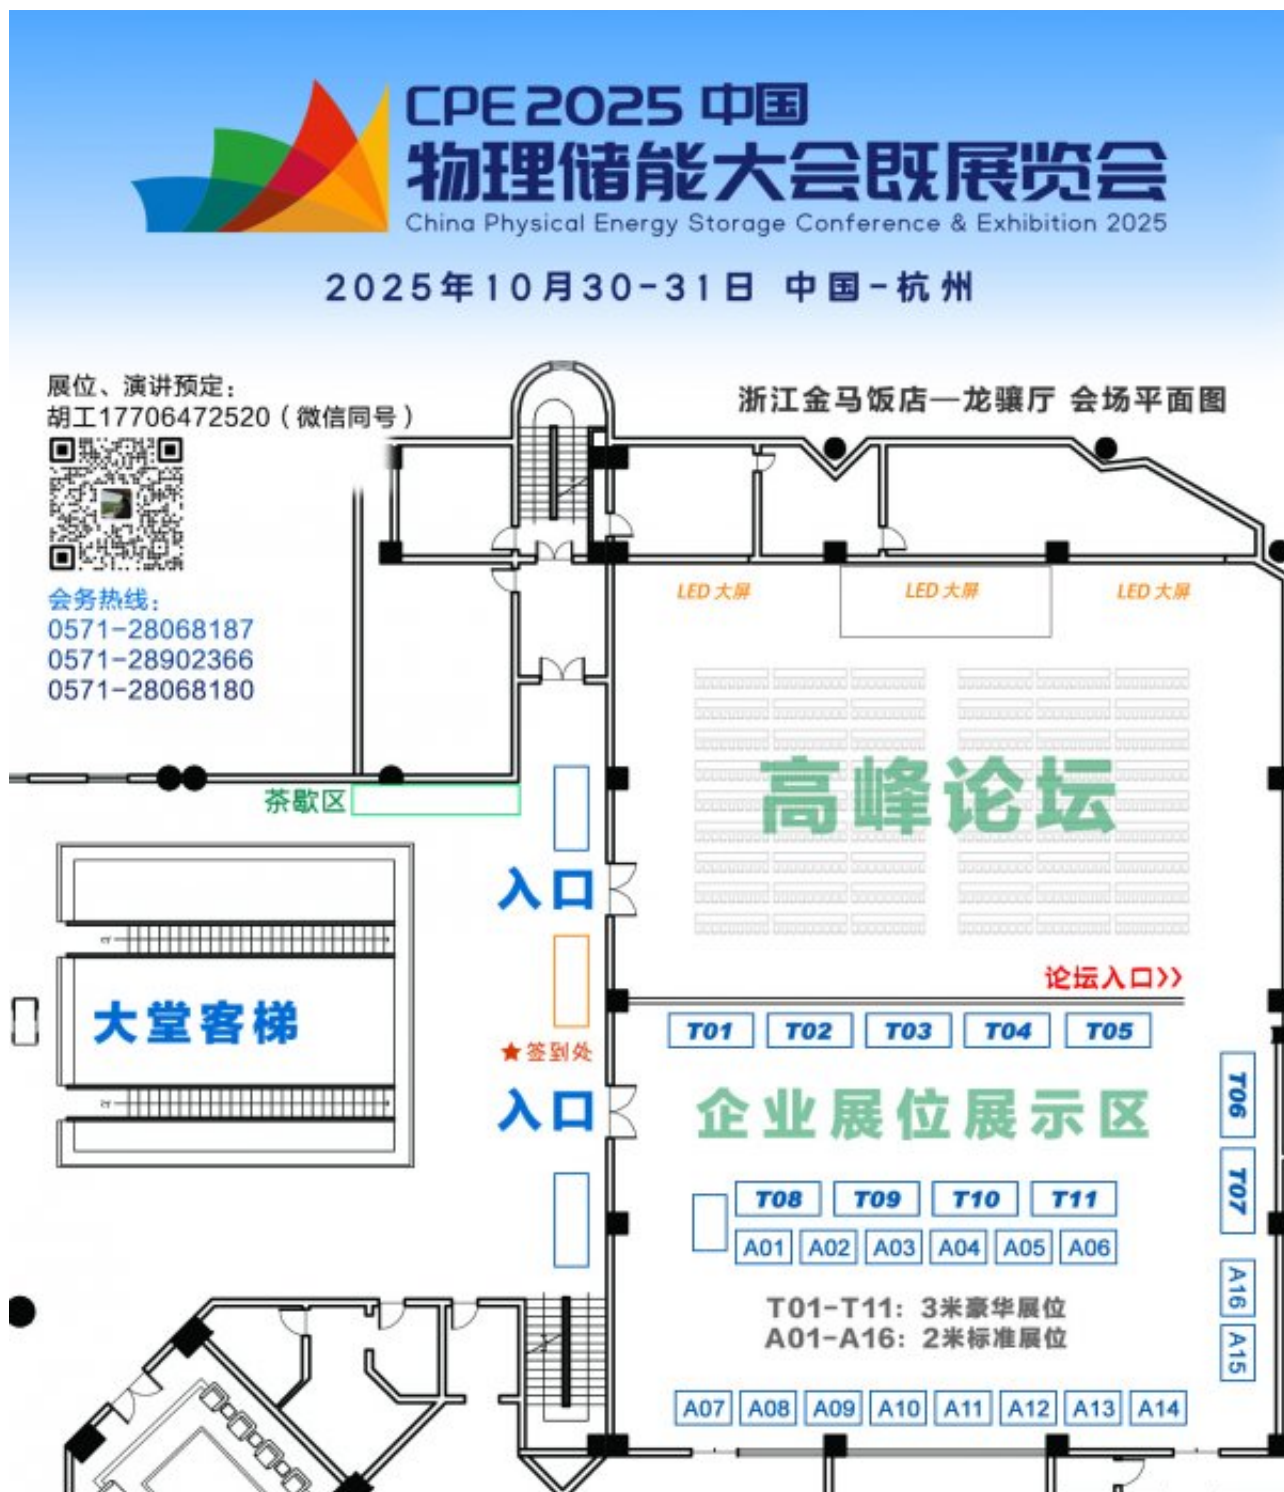 CPE2025 中国
物理储能大会既展览会
China Physical Energy Storage Conference & Exhibition 2025
2025年10月30-31日 中国-杭州
展位、演讲预定：
胡工17706472520（微信同号）
浙江金马饭店—龙骧厅 会场平面图
会务热线：
0571-28068187
0571-28902366
0571-28068180
LED 大屏
LED 大屏
LED 大屏
高峰论坛
茶歇区
入口
论坛入口>>
大堂客梯
★签到处
入口
T01
T02
T03
T04
T05
企业展位展示区
T06
T07
T08
T09
T10
T11
A01
A02
A03
A04
A05
A06
A16
A15
T01-T11：3米豪华展位
A01-A16：2米标准展位
A07
A08
A09
A10
A11
A12
A13
A14